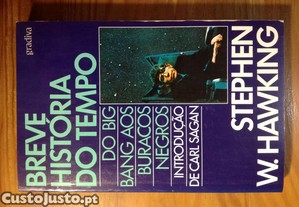 gradiva
BREVE
HISTÓRIA
DO TEMPO
DO BIG
BANG AOS
BURACOS
NEGROS
INTRODUÇÃO
DE CARL SAGAN
STEPHEN
W. HAWKING
CustoJusto.pt